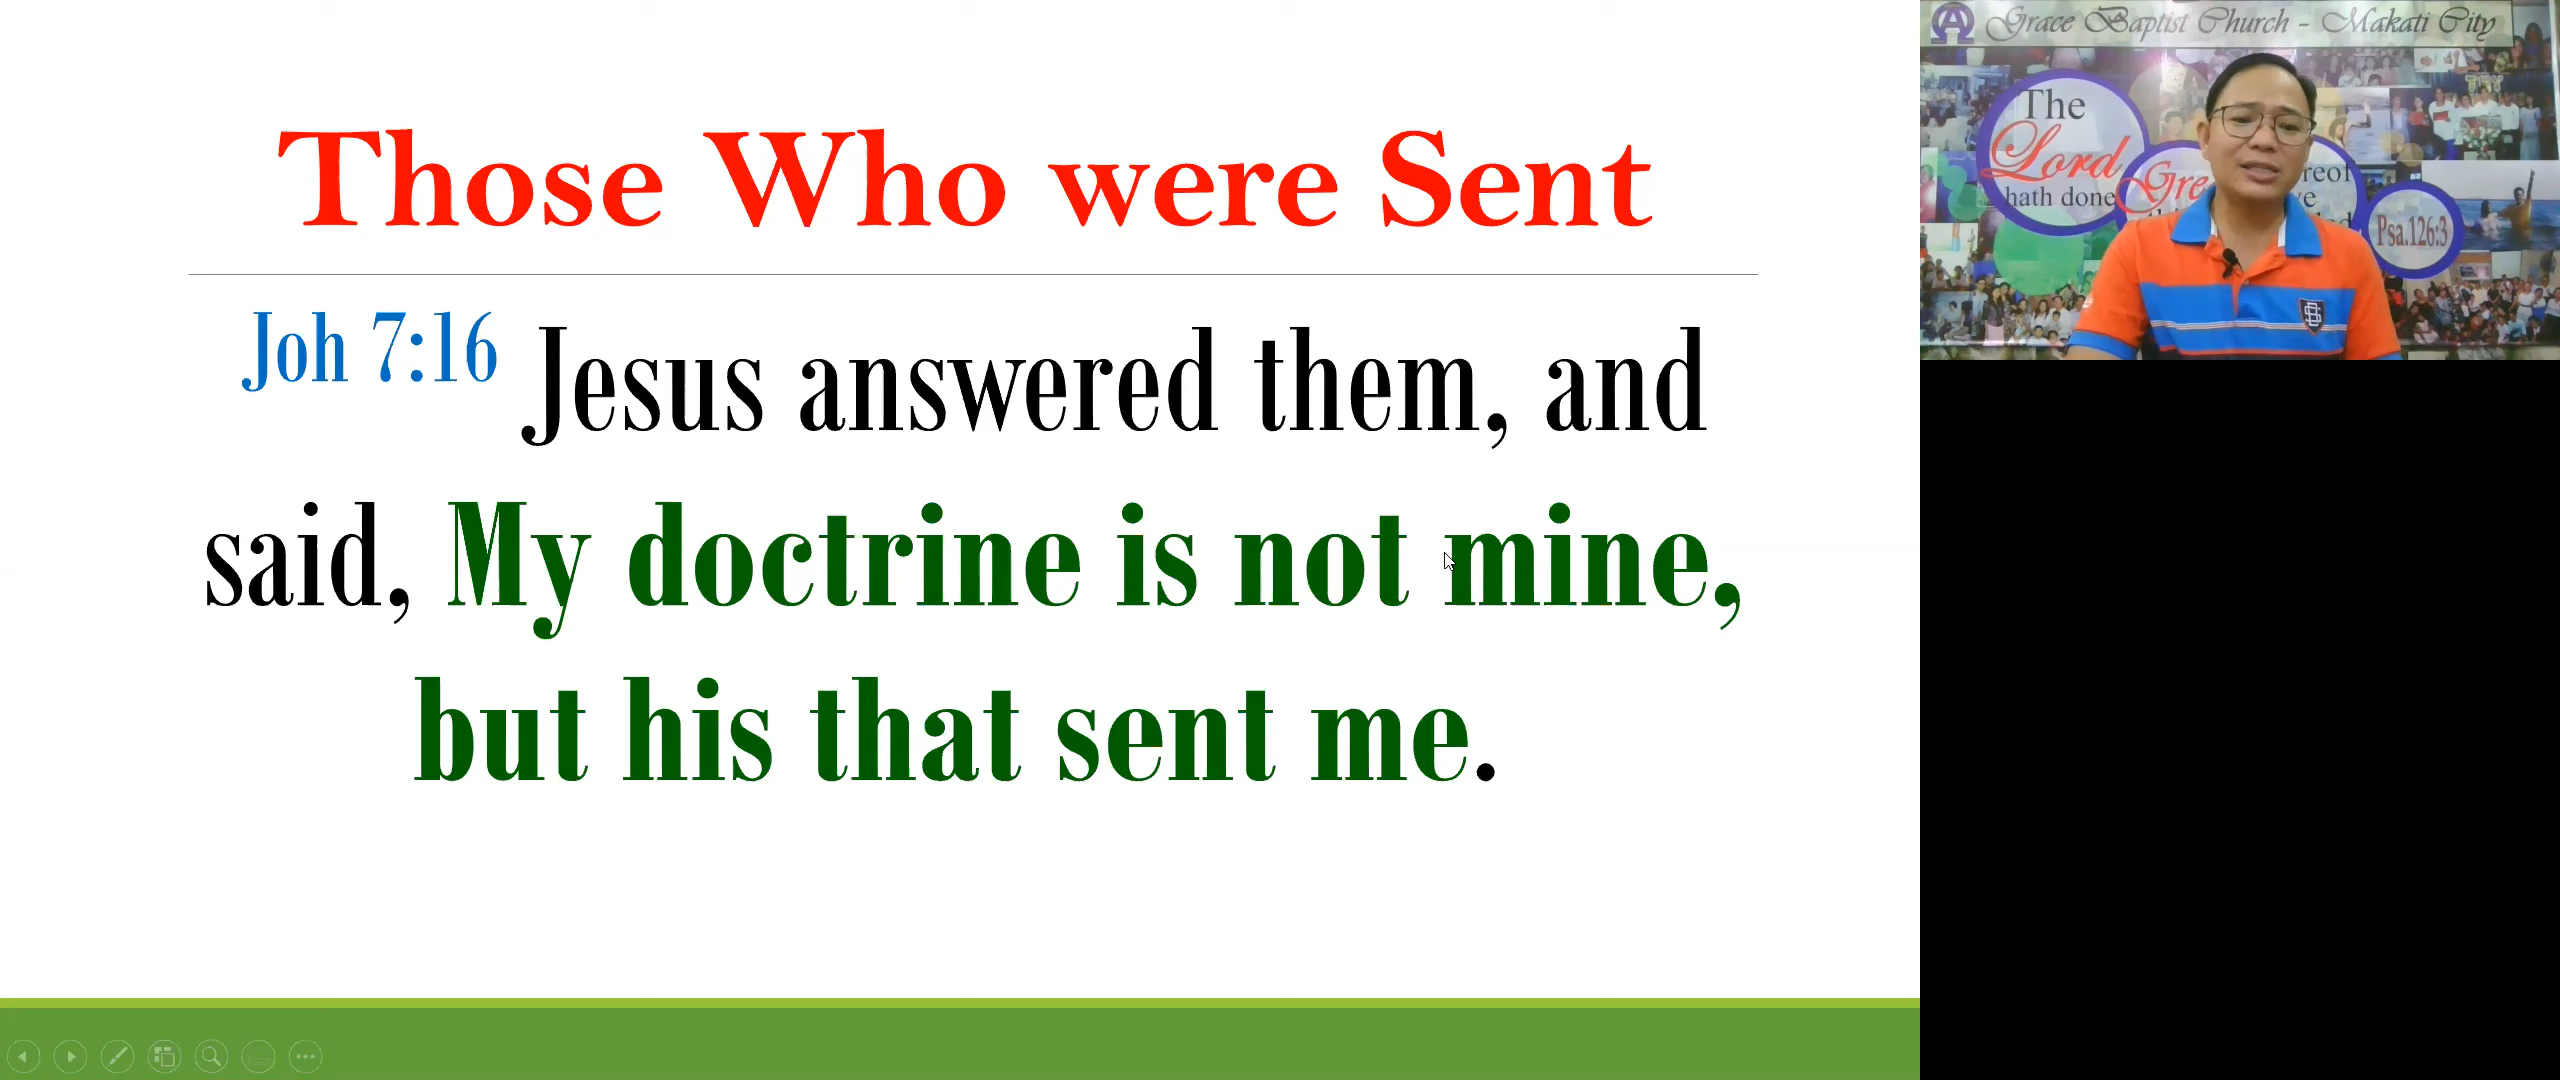 Those Who were Sent
Joh 7:16 Jesus answered them, and
said, My doctrine is not mine,
but his that sent me.
Grace Baptist Church - Makati City
The
Lord
hath done
Psa.126:3